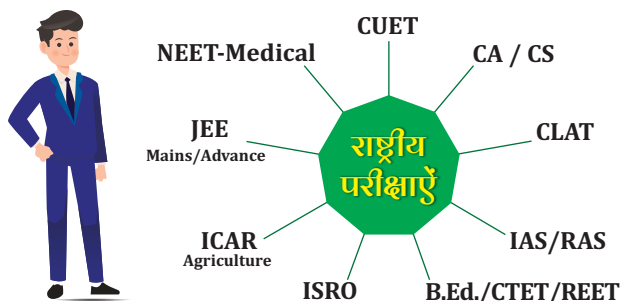 CUET
NEET-Medical
CA / CS
JEE
Mains/Advance
CLAT
राष्ट्रीय
परीक्षाऐं
ICAR
Agriculture
IAS/RAS
ISRO
B.Ed./CTET/REET